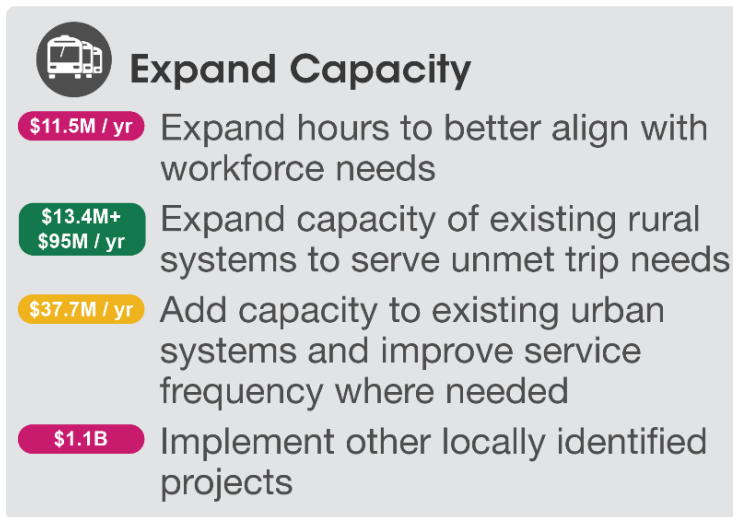 Expand Capacity
$11.5M / yr
Expand hours to better align with
workforce needs
$13.4M+
$95M / yr
Expand capacity of existing rural
systems to serve unmet trip needs
$37.7M / yr
Add capacity to existing urban
systems and improve service
frequency where needed
$1.1B
Implement other locally identified
projects